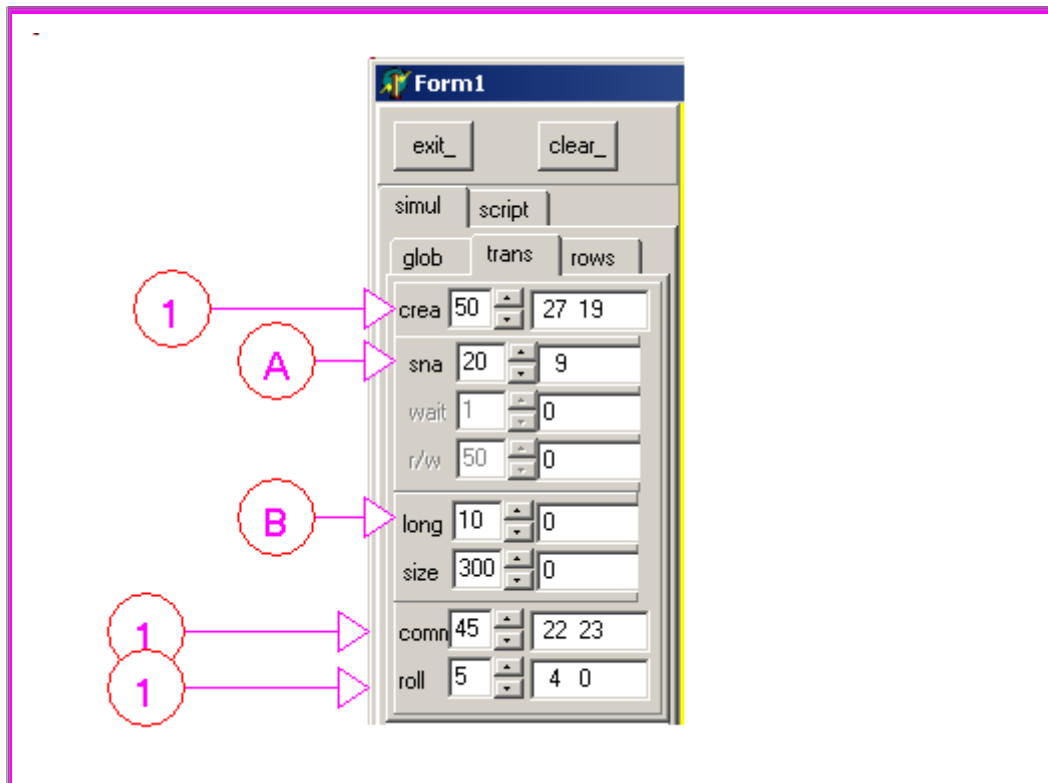 -
Form1
exit_ clear_
simul script
glob trans rows
1 crea 50 27 19
A sna 20 9
wait 1 0
r/w 50 0
B long 10 0
size 300 0
1 comn 45 22 23
1 roll 5 4 0